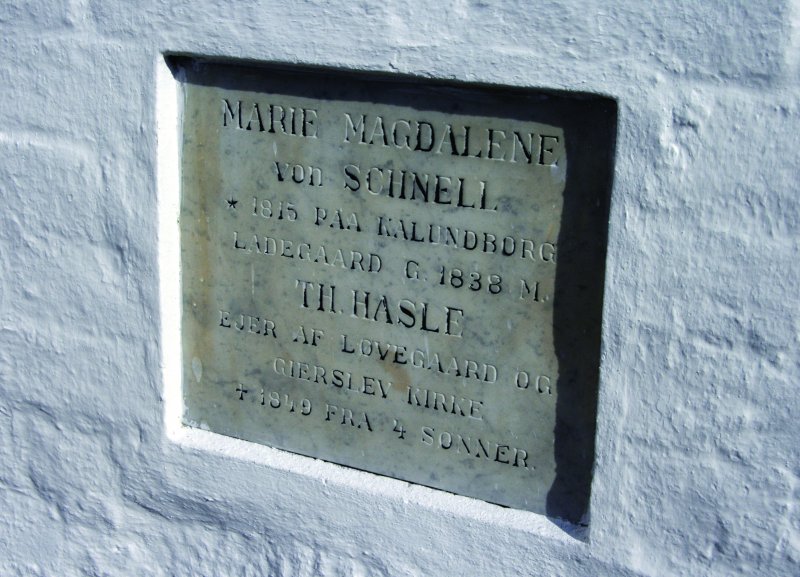 MARIE MAGDALENE
von SCHNELL
* 1815 PAA KALUNDBORG
LADEGAARD G. 1838 M.
TH. HASLE
EJER AF LØVEGAARD OG
GIERSLEV KIRKE
† 1849 FRA 4 SØNNER.